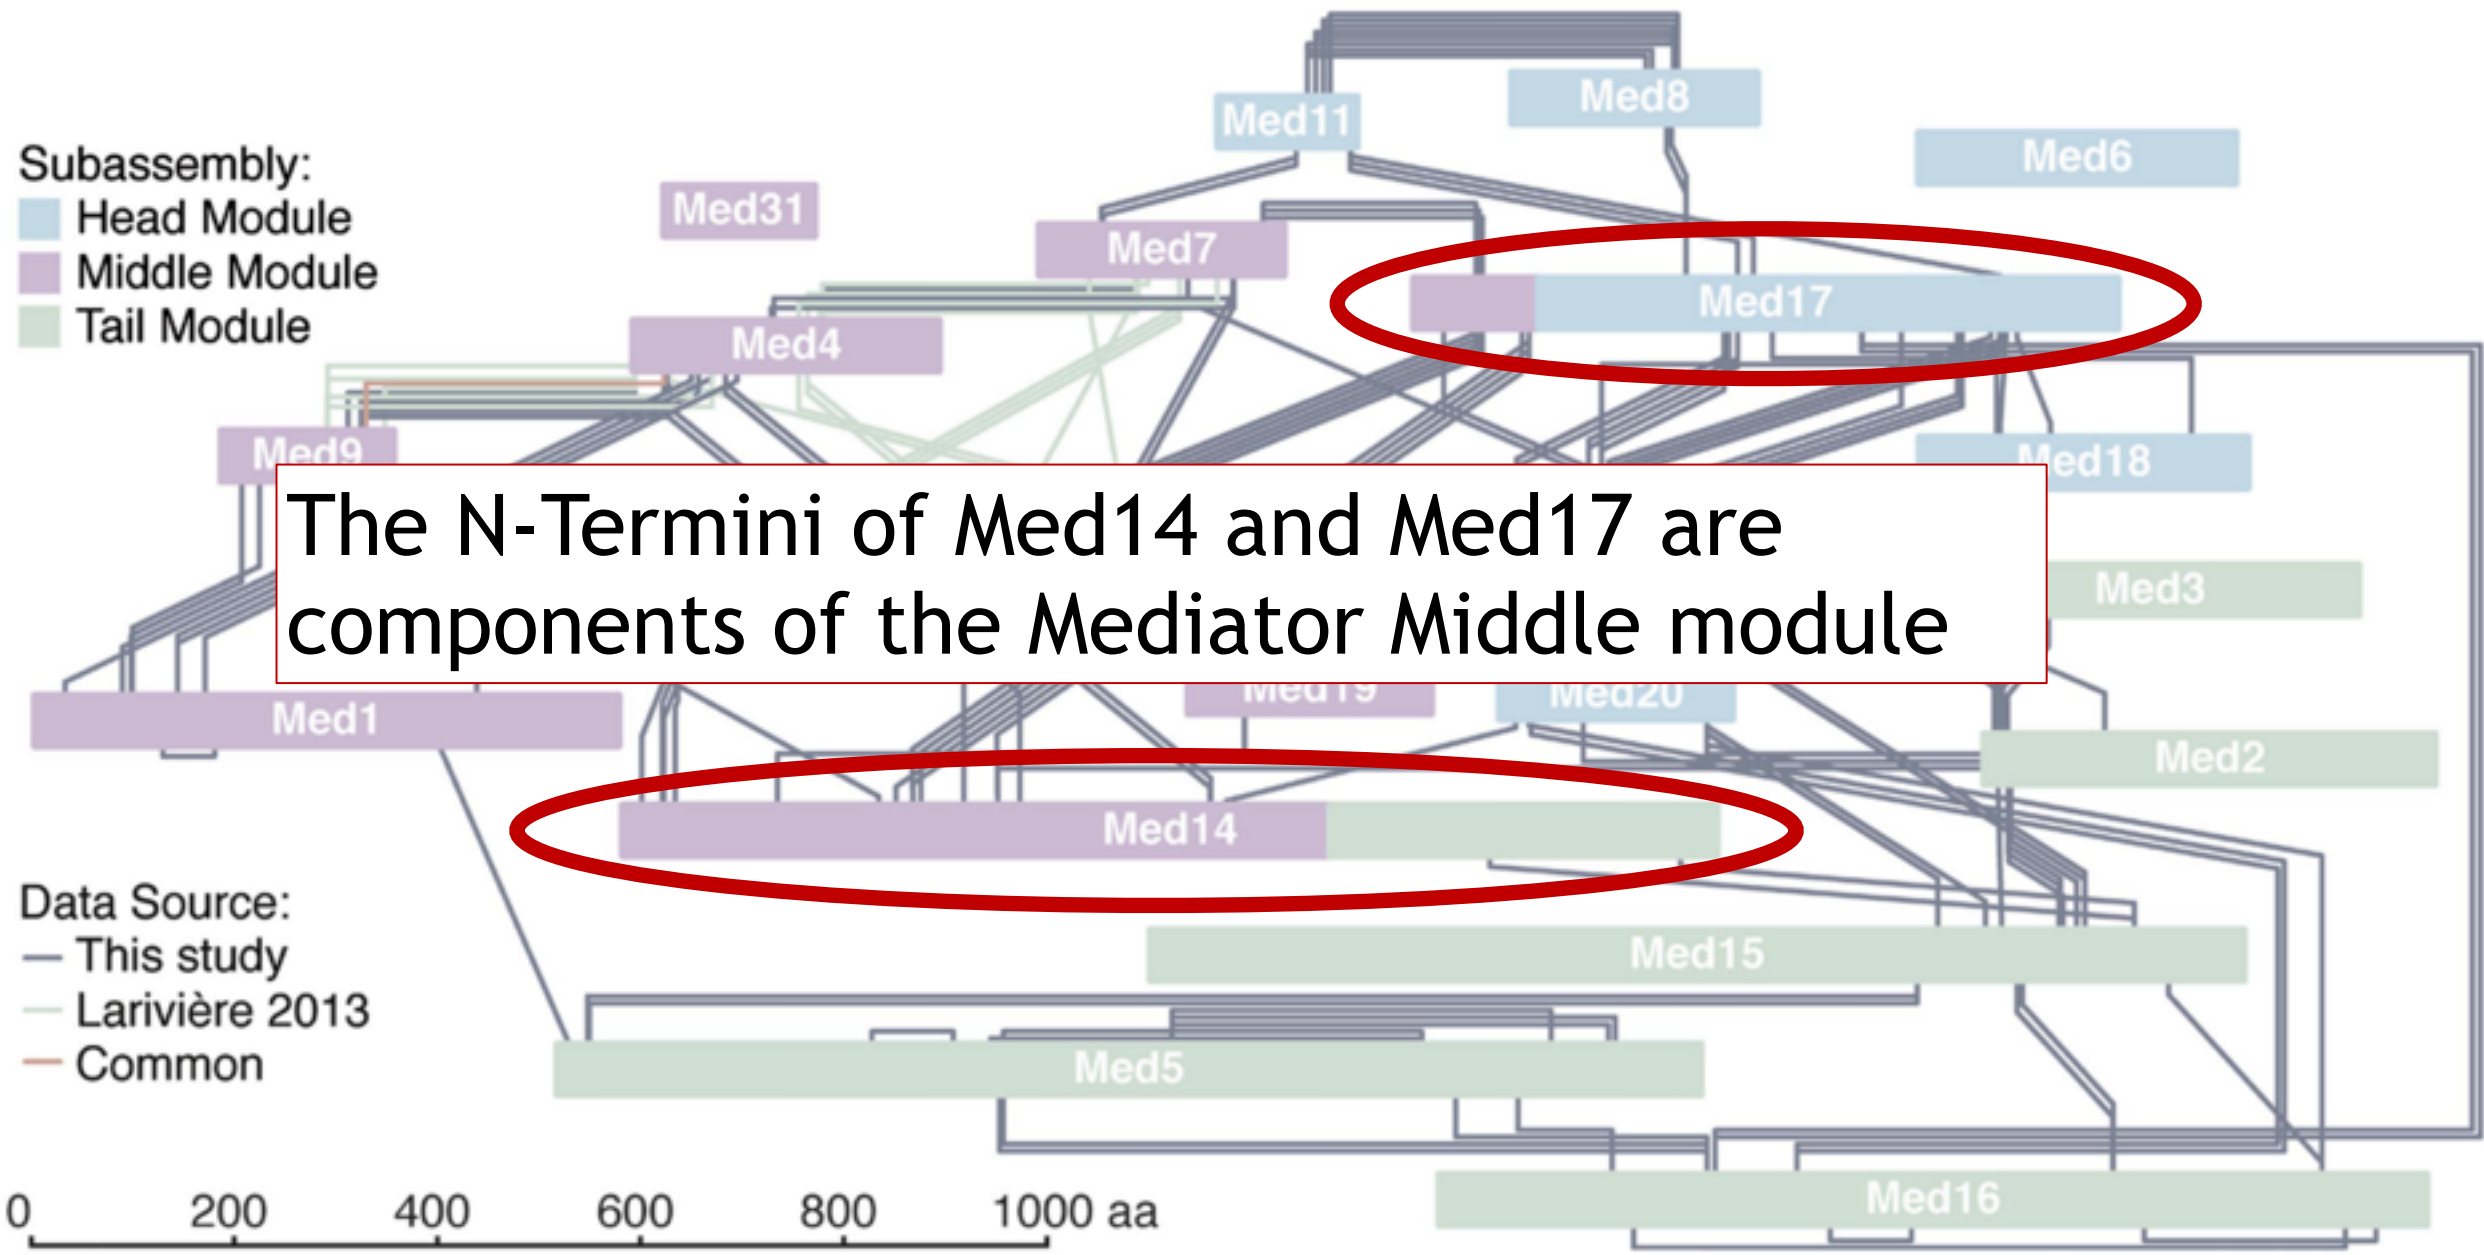 Med8
Med11
Med6
Subassembly:
Head Module
Middle Module
Tail Module
Med31
Med7
Med17
Med4
Med9
Med18
The N-Termini of Med14 and Med17 are
components of the Mediator Middle module
Med3
Med19
Med20
Med1
Med2
Med14
Data Source:
This study
Larivière 2013
Common
Med15
Med5
Med16
0 200 400 600 800 1000 aa